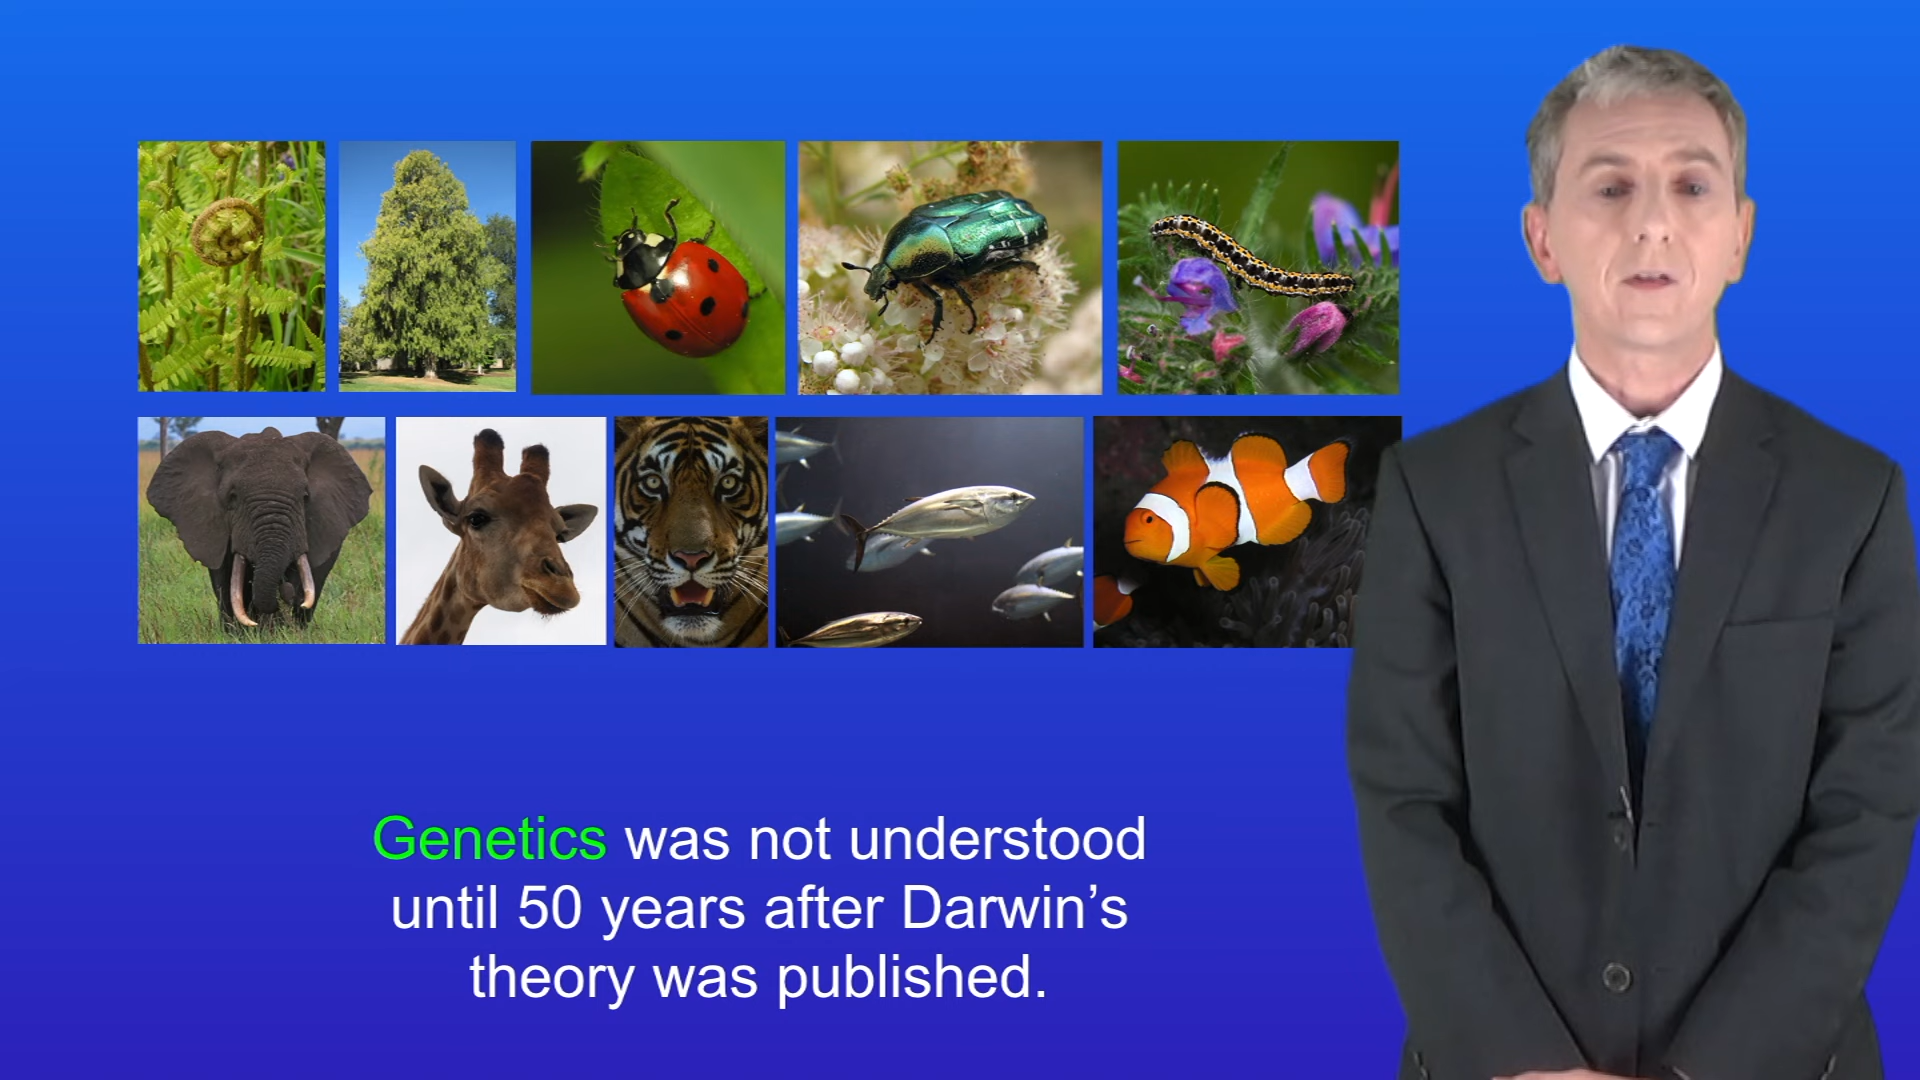 Genetics was not understood
until 50 years after Darwin’s
theory was published.